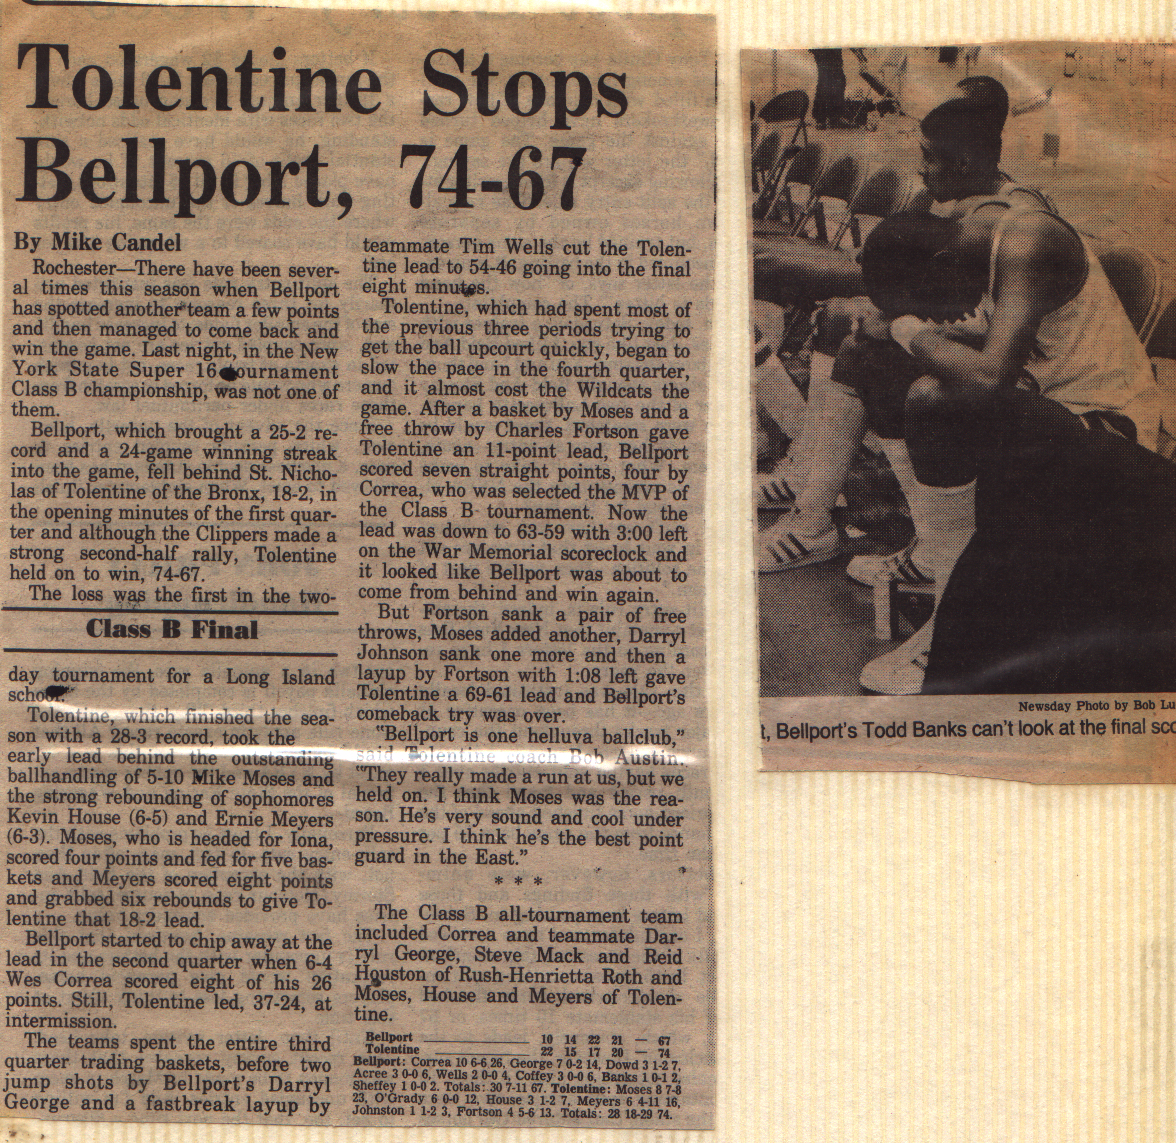 Tolentine Stops
Bellport, 74-67
By Mike Candel
Rochester—There have been sever-
al times this season when Bellport
has spotted another team a few points
and then managed to come back and
win the game. Last night, in the New
York State Super 16 tournament
Class B championship, was not one of
them.
Bellport, which brought a 25-2 re-
cord and a 24-game winning streak
into the game, fell behind St. Nicho-
las of Tolentine of the Bronx, 18-2, in
the opening minutes of the first quar-
ter and although the Clippers made a
strong second-half rally, Tolentine
held on to win, 74-67.
The loss was the first in the two-
Class B Final
day tournament for a Long Island
school.
Tolentine, which finished the sea-
son with a 28-3 record, took the
early lead behind the outstanding
ballhandling of 5-10 Mike Moses and
the strong rebounding of sophomores
Kevin House (6-5) and Ernie Meyers
(6-3). Moses, who is headed for Iona,
scored four points and fed for five bas-
kets and Meyers scored eight points
and grabbed six rebounds to give To-
lentine that 18-2 lead.
Bellport started to chip away at the
lead in the second quarter when 6-4
Wes Correa scored eight of his 26
points. Still, Tolentine led, 37-24, at
intermission.
The teams spent the entire third
quarter trading baskets, before two
jump shots by Bellport's Darryl
George and a fastbreak layup by
teammate Tim Wells cut the Tolen-
tine lead to 54-46 going into the final
eight minutes.
Tolentine, which had spent most of
the previous three periods trying to
get the ball upcourt quickly, began to
slow the pace in the fourth quarter,
and it almost cost the Wildcats the
game. After a basket by Moses and a
free throw by Charles Fortson gave
Tolentine an 11-point lead, Bellport
scored seven straight points, four by
Correa, who was selected the MVP of
the Class B tournament. Now the
lead was down to 63-59 with 3:00 left
on the War Memorial scoreclock and
it looked like Bellport was about to
come from behind and win again.
But Fortson sank a pair of free
throws, Moses added another, Darryl
Johnson sank one more and then a
layup by Fortson with 1:08 left gave
Tolentine a 69-61 lead and Bellport's
comeback try was over.
"Bellport is one helluva ballclub,"
said Tolentine coach Bob Austin.
"They really made a run at us, but we
held on. I think Moses was the rea-
son. He's very sound and cool under
pressure. I think he's the best point
guard in the East."
* * *
The Class B all-tournament team
included Correa and teammate Dar-
ryl George, Steve Mack and Reid
Houston of Rush-Henrietta Roth and
Moses, House and Meyers of Tolen-
tine.
Bellport 10 14 22 21 — 67
Tolentine 22 15 17 20 — 74
Bellport: Correa 10 6-6 26, George 7 0-2 14, Dowd 3 1-2 7,
Acree 3 0-0 6, Wells 2 0-0 4, Coffey 3 0-0 6, Banks 1 0-1 2,
Sheffey 1 0-0 2. Totals: 30 7-11 67. Tolentine: Moses 8 7-8
23, O'Grady 6 0-0 12, House 3 1-2 7, Meyers 6 4-11 16,
Johnston 1 1-2 3, Fortson 4 5-6 13. Totals: 28 18-29 74.
Newsday Photo by Bob Lu
t, Bellport's Todd Banks can't look at the final sco